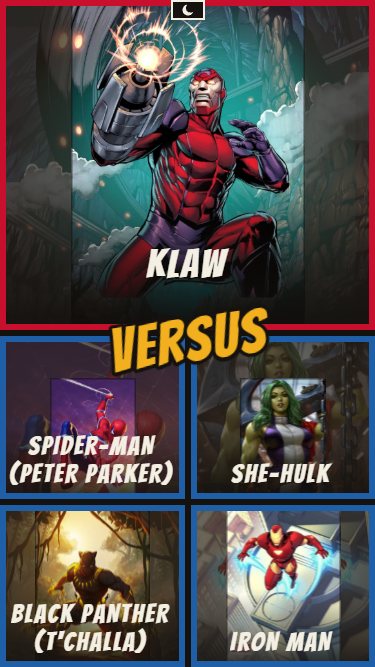 KLAW
VERSUS
SPIDER-MAN
(PETER PARKER)
SHE-HULK
BLACK PANTHER
(T'CHALLA)
IRON MAN